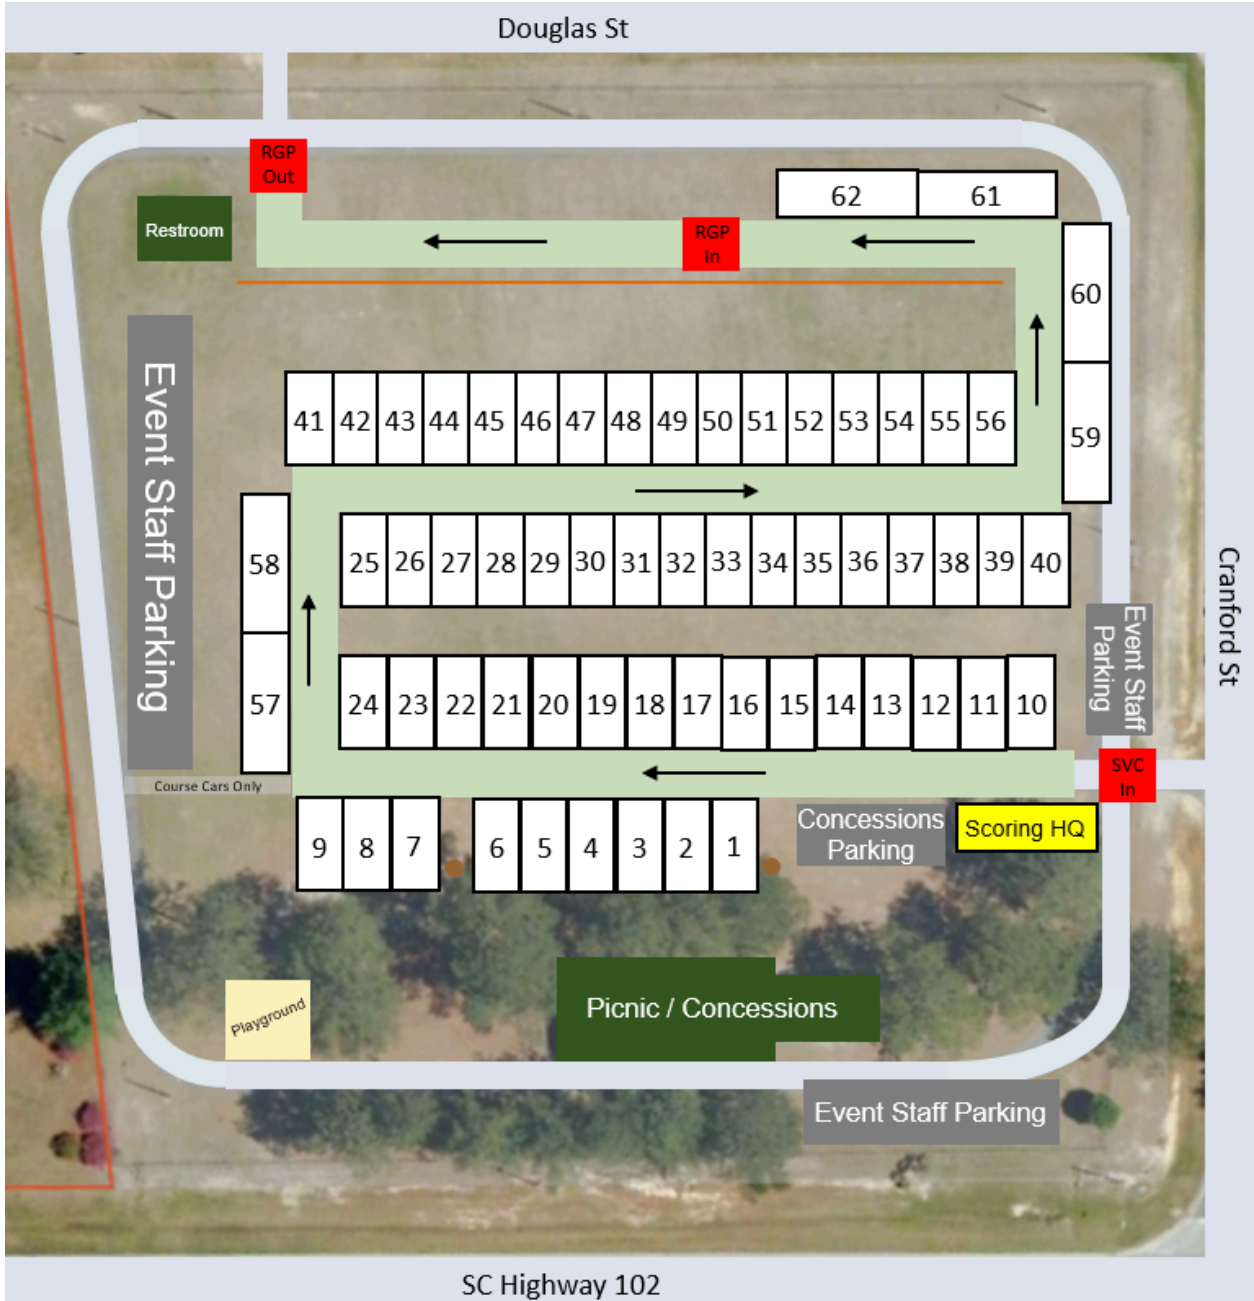 Douglas St
RGP
Out
62
61
Restroom
RGP
In
60
Event Staff Parking
41 42 43 44 45 46 47 48 49 50 51 52 53 54 55 56
59
58
25 26 27 28 29 30 31 32 33 34 35 36 37 38 39 40
Cranford St
Event Staff
Parking
57
24 23 22 21 20 19 18 17 16 15 14 13 12 11 10
SVC
In
Course Cars Only
Concessions
Parking
Scoring HQ
9 8 7 6 5 4 3 2 1
Playground
Picnic / Concessions
Event Staff Parking
SC Highway 102